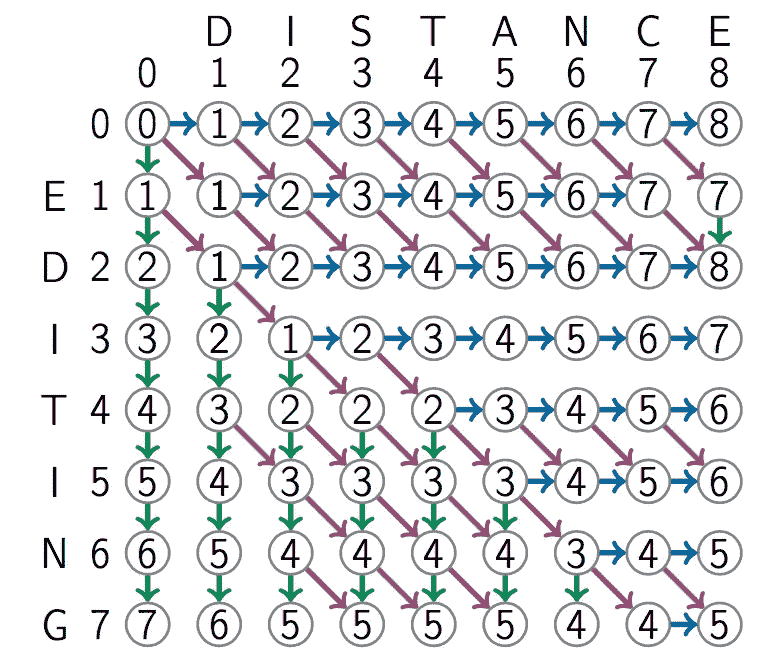 D I S T A N C E
0 1 2 3 4 5 6 7 8
0 0 1 2 3 4 5 6 7 8
E 1 1 1 2 3 4 5 6 7 7
D 2 2 1 2 3 4 5 6 7 8
I 3 3 2 1 2 3 4 5 6 7
T 4 4 3 2 2 2 3 4 5 6
I 5 5 4 3 3 3 3 4 5 6
N 6 6 5 4 4 4 4 3 4 5
G 7 7 6 5 5 5 5 4 4 5